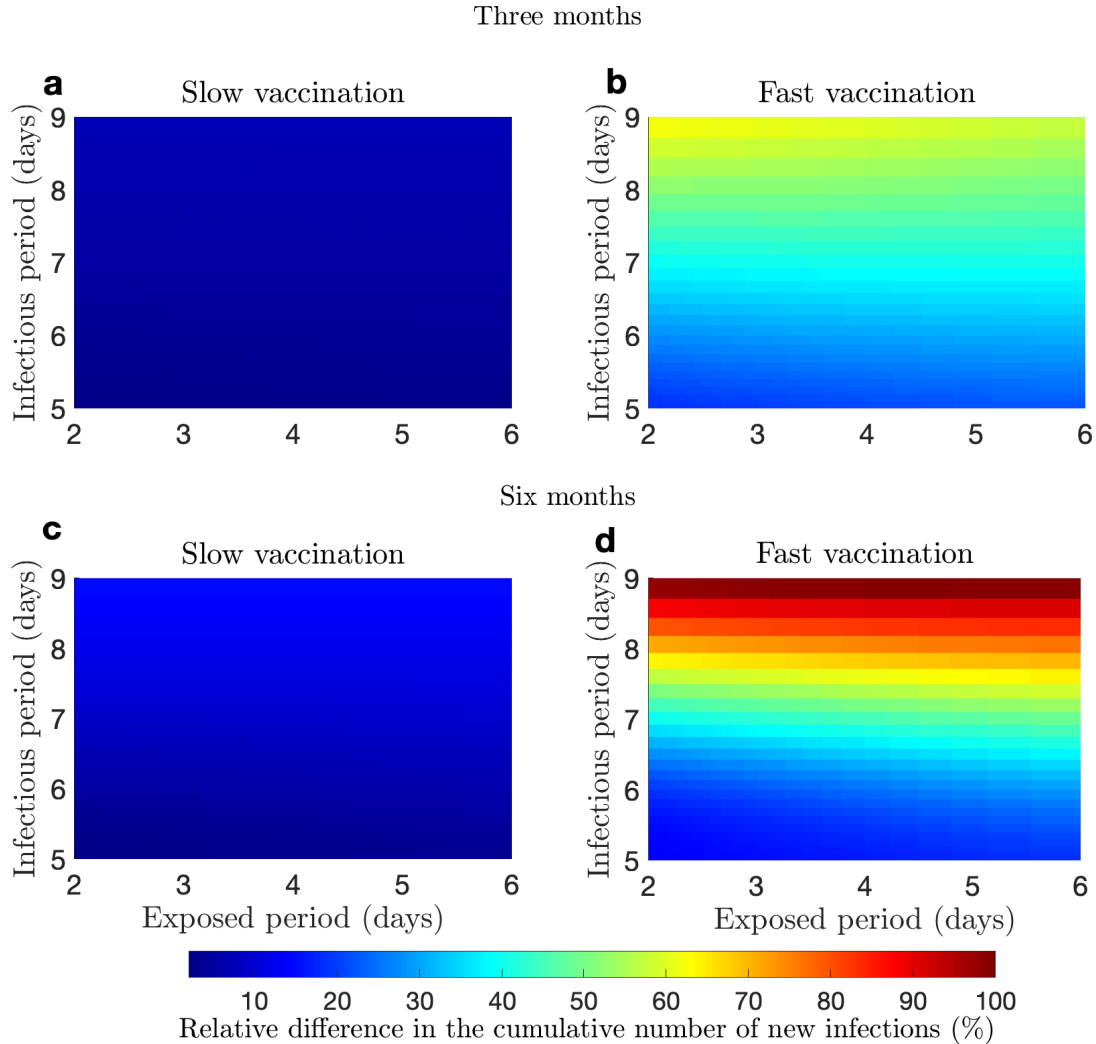 Three months
a
b
Slow vaccination
Fast vaccination
Infectious period (days)
9
8
7
6
5
2 3 4 5 6
Infectious period (days)
9
8
7
6
5
2 3 4 5 6
Six months
c
d
Slow vaccination
Fast vaccination
Infectious period (days)
9
8
7
6
5
2 3 4 5 6
Exposed period (days)
Infectious period (days)
9
8
7
6
5
2 3 4 5 6
Exposed period (days)
10 20 30 40 50 60 70 80 90 100
Relative difference in the cumulative number of new infections (%)